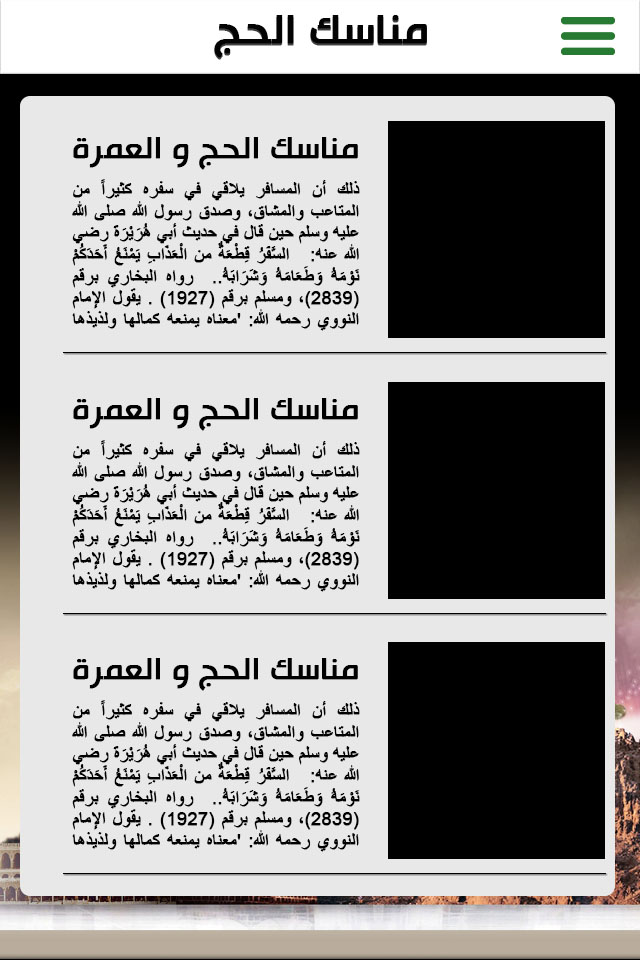 مناسك الحج
مناسك الحج و العمرة
ذلك أن المسافر يلاقي في سفره كثيراً من
المتاعب والمشاق، وصدق رسول الله صلى الله
عليه وسلم حين قال في حديث أبي هُرَيْرَة رضي
الله عنه: السَّفَرُ قِطْعَةٌ من الْعَذَابِ يَمْنَعُ أَحَدَكُمْ
نَوْمَهُ وَطَعَامَهُ وَشَرَابَهُ.. رواه البخاري برقم
(2839)، ومسلم برقم (1927) . يقول الإمام
النووي رحمه الله: 'معناه يمنعه كمالها ولذيذها
مناسك الحج و العمرة
ذلك أن المسافر يلاقي في سفره كثيراً من
المتاعب والمشاق، وصدق رسول الله صلى الله
عليه وسلم حين قال في حديث أبي هُرَيْرَة رضي
الله عنه: السَّفَرُ قِطْعَةٌ من الْعَذَابِ يَمْنَعُ أَحَدَكُمْ
نَوْمَهُ وَطَعَامَهُ وَشَرَابَهُ.. رواه البخاري برقم
(2839)، ومسلم برقم (1927) . يقول الإمام
النووي رحمه الله: 'معناه يمنعه كمالها ولذيذها
مناسك الحج و العمرة
ذلك أن المسافر يلاقي في سفره كثيراً من
المتاعب والمشاق، وصدق رسول الله صلى الله
عليه وسلم حين قال في حديث أبي هُرَيْرَة رضي
الله عنه: السَّفَرُ قِطْعَةٌ من الْعَذَابِ يَمْنَعُ أَحَدَكُمْ
نَوْمَهُ وَطَعَامَهُ وَشَرَابَهُ.. رواه البخاري برقم
(2839)، ومسلم برقم (1927) . يقول الإمام
النووي رحمه الله: 'معناه يمنعه كمالها ولذيذها